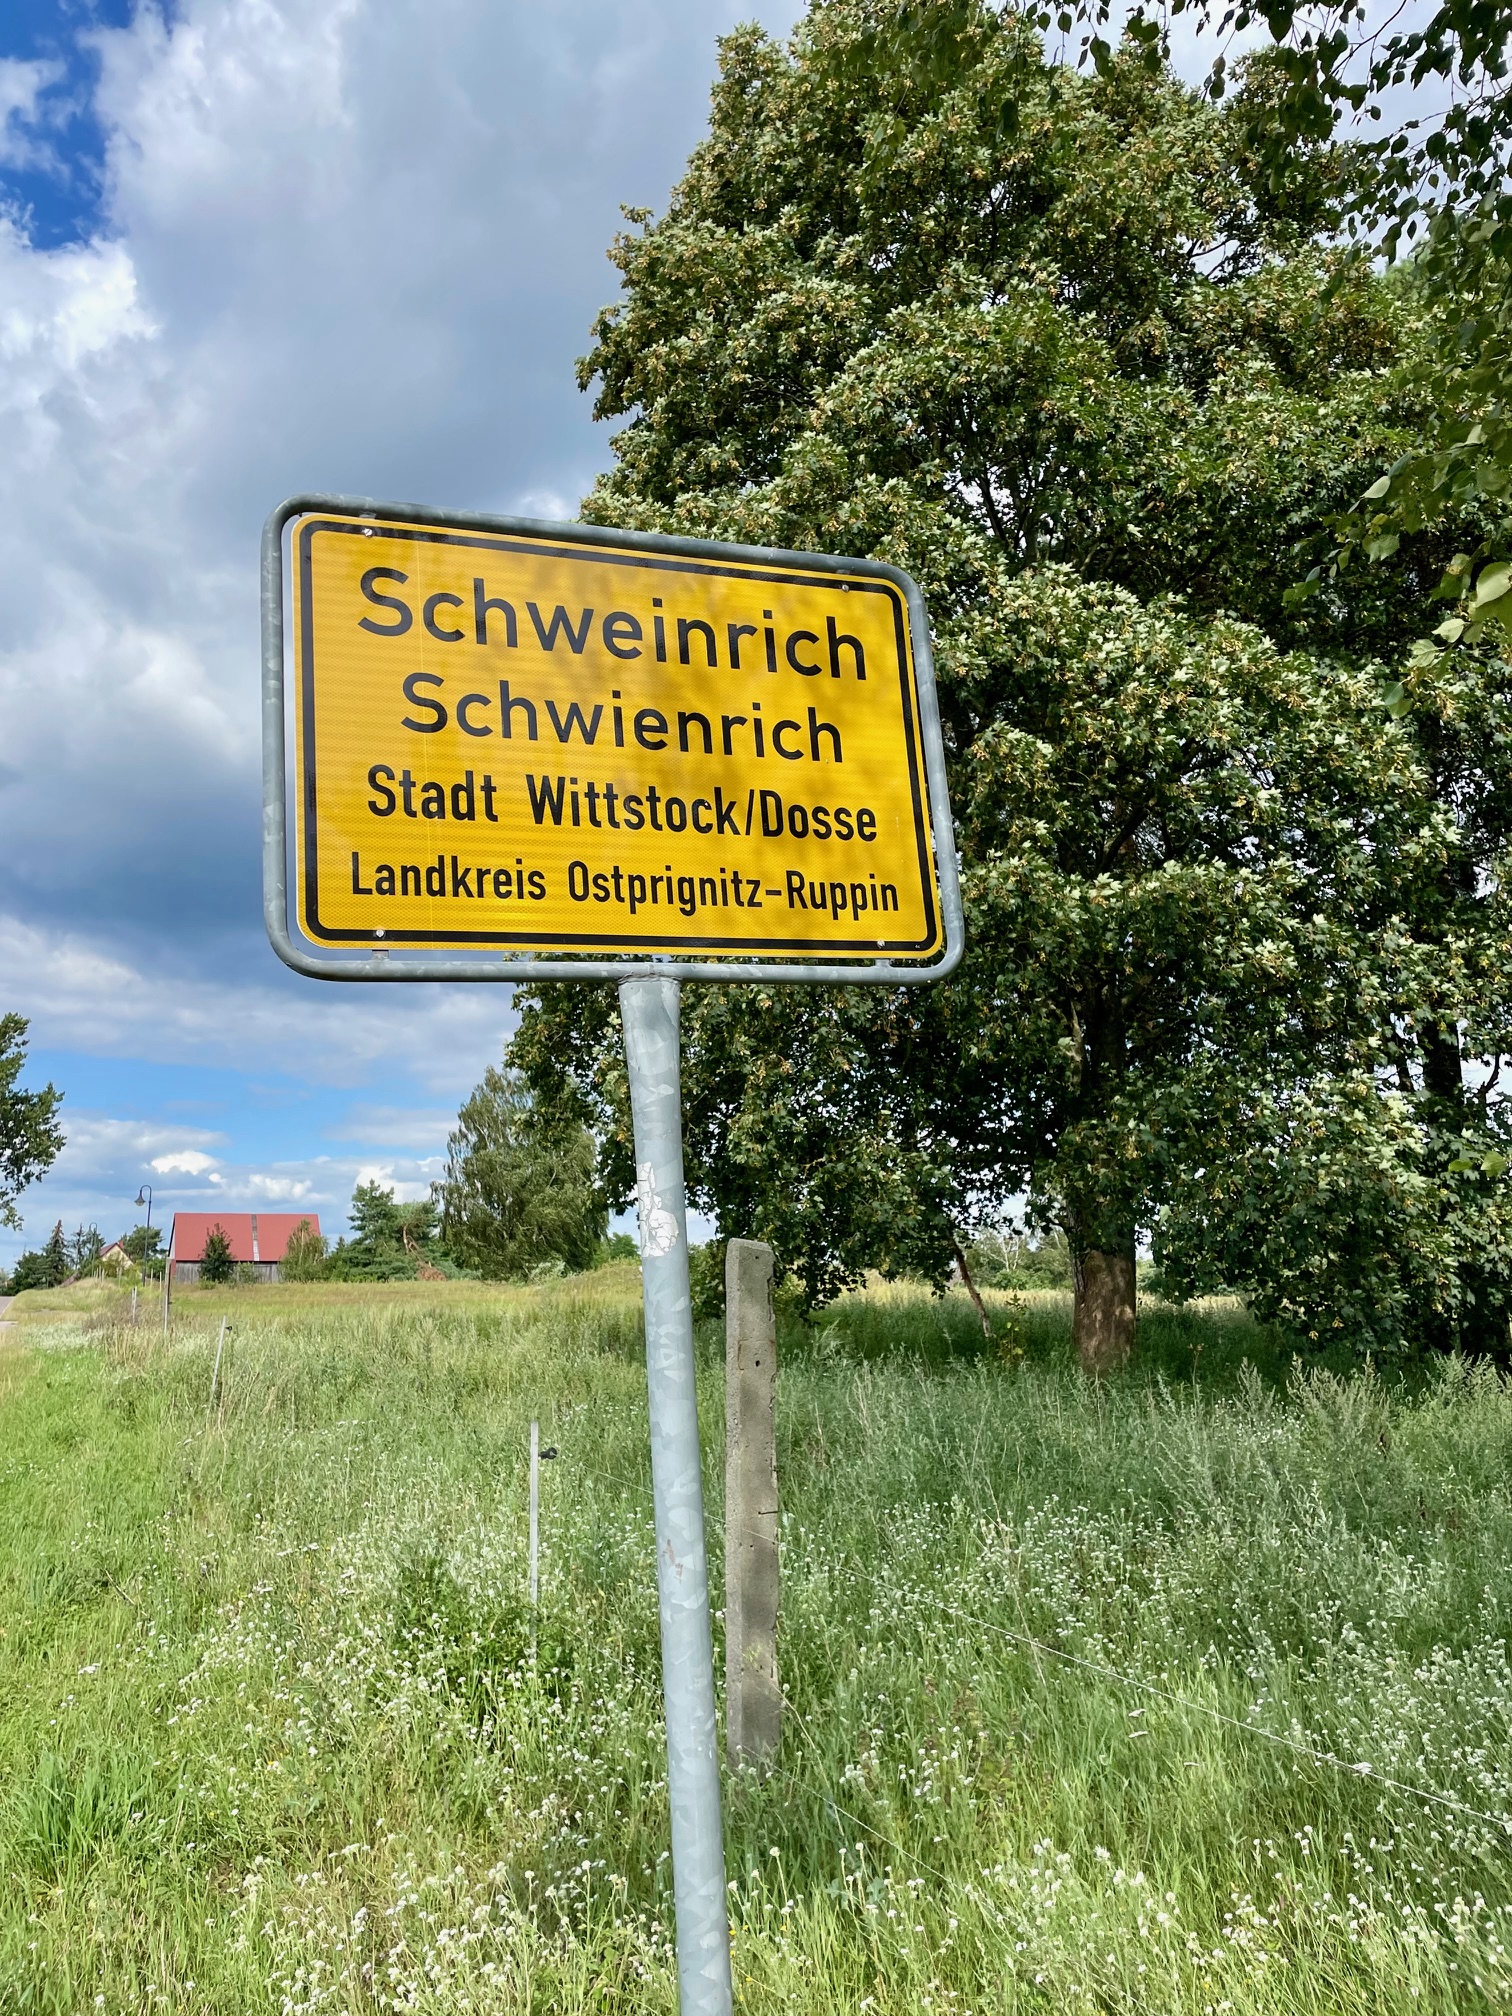 Schweinrich
Schwienrich
Stadt Wittstock/Dosse
Landkreis Ostprignitz-Ruppin